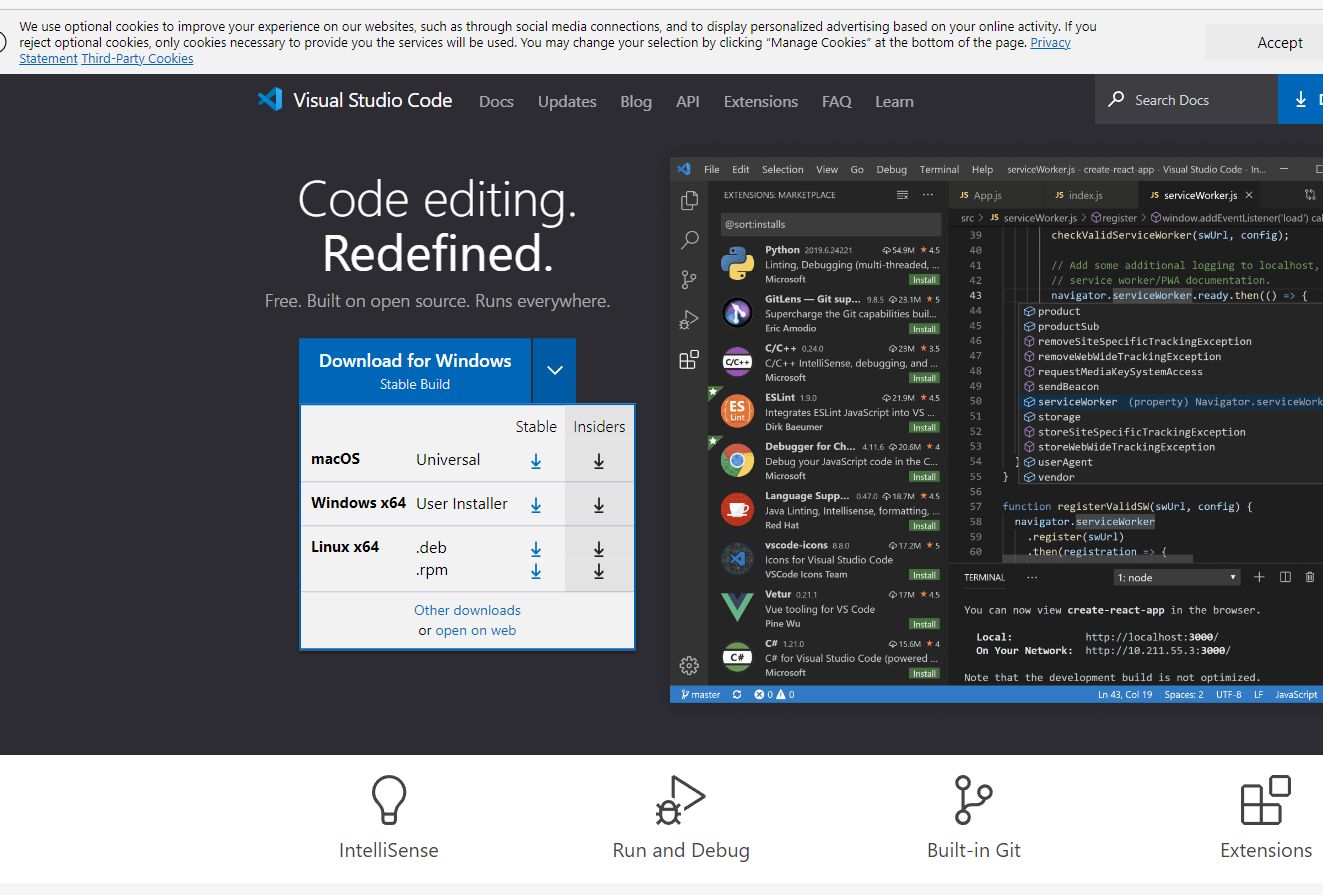 We use optional cookies to improve your experience on our websites, such as through social media connections, and to display personalized advertising based on your online activity. If you
reject optional cookies, only cookies necessary to provide you the services will be used. You may change your selection by clicking “Manage Cookies” at the bottom of the page. Privacy
Statement Third-Party Cookies
Accept
Visual Studio Code Docs Updates Blog API Extensions FAQ Learn
Search Docs
Code editing.
Redefined.
Free. Built on open source. Runs everywhere.
Download for Windows
Stable Build
Stable Insiders
macOS Universal
Windows x64 User Installer
Linux x64 .deb
.rpm
Other downloads
or open on web
File Edit Selection View Go Debug Terminal Help serviceWorker.js - create-react-app - Visual Studio Code - In...
EXTENSIONS: MARKETPLACE
@sort:installs
Python 2019.6.24221 54.9M ★ 4.5
Linting, Debugging (multi-threaded, ...
Microsoft Install
GitLens — Git sup... 9.8.5 23.1M ★ 5
Supercharge the Git capabilities buil...
Eric Amodio Install
C/C++ 0.24.0 23M ★ 3.5
C/C++ IntelliSense, debugging, and ...
Microsoft Install
ESLint 1.9.0 21.9M ★ 4.5
Integrates ESLint JavaScript into VS ...
Dirk Baeumer Install
Debugger for Ch... 4.11.6 20.6M ★ 4
Debug your JavaScript code in the C...
Microsoft Install
Language Supp... 0.47.0 18.7M ★ 4.5
Java Linting, Intellisense, formatting, ...
Red Hat Install
vscode-icons 8.8.0 17.2M ★ 5
Icons for Visual Studio Code
VSCode Icons Team Install
Vetur 0.21.1 17M ★ 4.5
Vue tooling for VS Code
Pine Wu Install
C# 1.21.0 15.6M ★ 4
C# for Visual Studio Code (powered ...
Microsoft Install
C/C++
ES
Lint
C#
JS App.js JS index.js JS serviceWorker.js ×
src > JS serviceWorker.js > register > window.addEventListener('load') cal
39 checkValidServiceWorker(swUrl, config);
40
41 // Add some additional logging to localhost,
42 // service worker/PWA documentation.
43 navigator.serviceWorker.ready.then(() => {
44 product
45 productSub
46 removeSiteSpecificTrackingException
47 removeWebWideTrackingException
48 requestMediaKeySystemAccess
49 sendBeacon
50 serviceWorker (property) Navigator.serviceWork
51 storage
52 storeSiteSpecificTrackingException
53 storeWebWideTrackingException
54 } userAgent
55 } vendor
56
57 function registerValidSW(swUrl, config) {
58 navigator.serviceWorker
59 .register(swUrl)
60 .then(registration => {
TERMINAL ... 1: node
You can now view create-react-app in the browser.
Local: http://localhost:3000/
On Your Network: http://10.211.55.3:3000/
Note that the development build is not optimized.
master 0 0 Ln 43, Col 19 Spaces: 2 UTF-8 LF JavaScript
IntelliSense Run and Debug Built-in Git Extensions